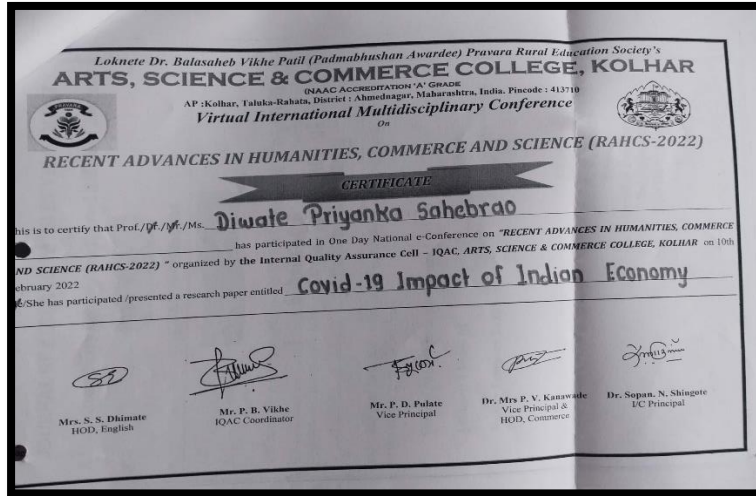 Loknete Dr. Balasaheb Vikhe Patil (Padmabhushan Awardee) Pravara Rural Education Society's
ARTS, SCIENCE & COMMERCE COLLEGE, KOLHAR
(NAAC ACCREDITATION 'A' GRADE
AP :Kolhar, Taluka-Rahata, District : Ahmednagar, Maharashtra, India. Pincode : 413710
Virtual International Multidisciplinary Conference
On
RECENT ADVANCES IN HUMANITIES, COMMERCE AND SCIENCE (RAHCS-2022)
CERTIFICATE
his is to certify that Prof./Dr./Mr./Ms. Diwate Priyanka Sahebrao
has participated in One Day National e-Conference on "RECENT ADVANCES IN HUMANITIES, COMMERCE
ND SCIENCE (RAHCS-2022) " organized by the Internal Quality Assurance Cell – IQAC, ARTS, SCIENCE & COMMERCE COLLEGE, KOLHAR on 10th
ebruary 2022
/She has participated /presented a research paper entitled Covid-19 Impact of Indian Economy
Mrs. S. S. Dhimate
HOD, English
Mr. P. B. Vikhe
IQAC Coordinator
Mr. P. D. Pulate
Vice Principal
Dr. Mrs P. V. Kanawade
Vice Principal &
HOD, Commerce
Dr. Sopan. N. Shingote
I/C Principal